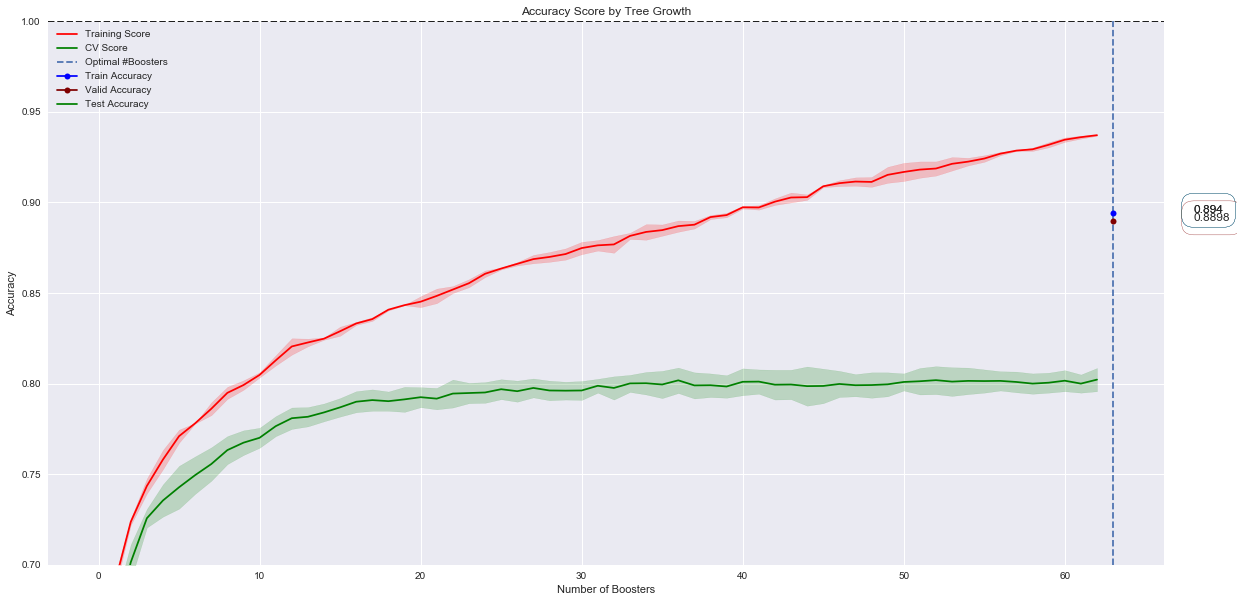 Accuracy Score by Tree Growth
1.00
0.95
0.90
0.85
0.80
0.75
0.70
Accuracy
Training Score
CV Score
Optimal #Boosters
Train Accuracy
Valid Accuracy
Test Accuracy
0.894
0.8898
0
10
20
30
40
50
60
Number of Boosters